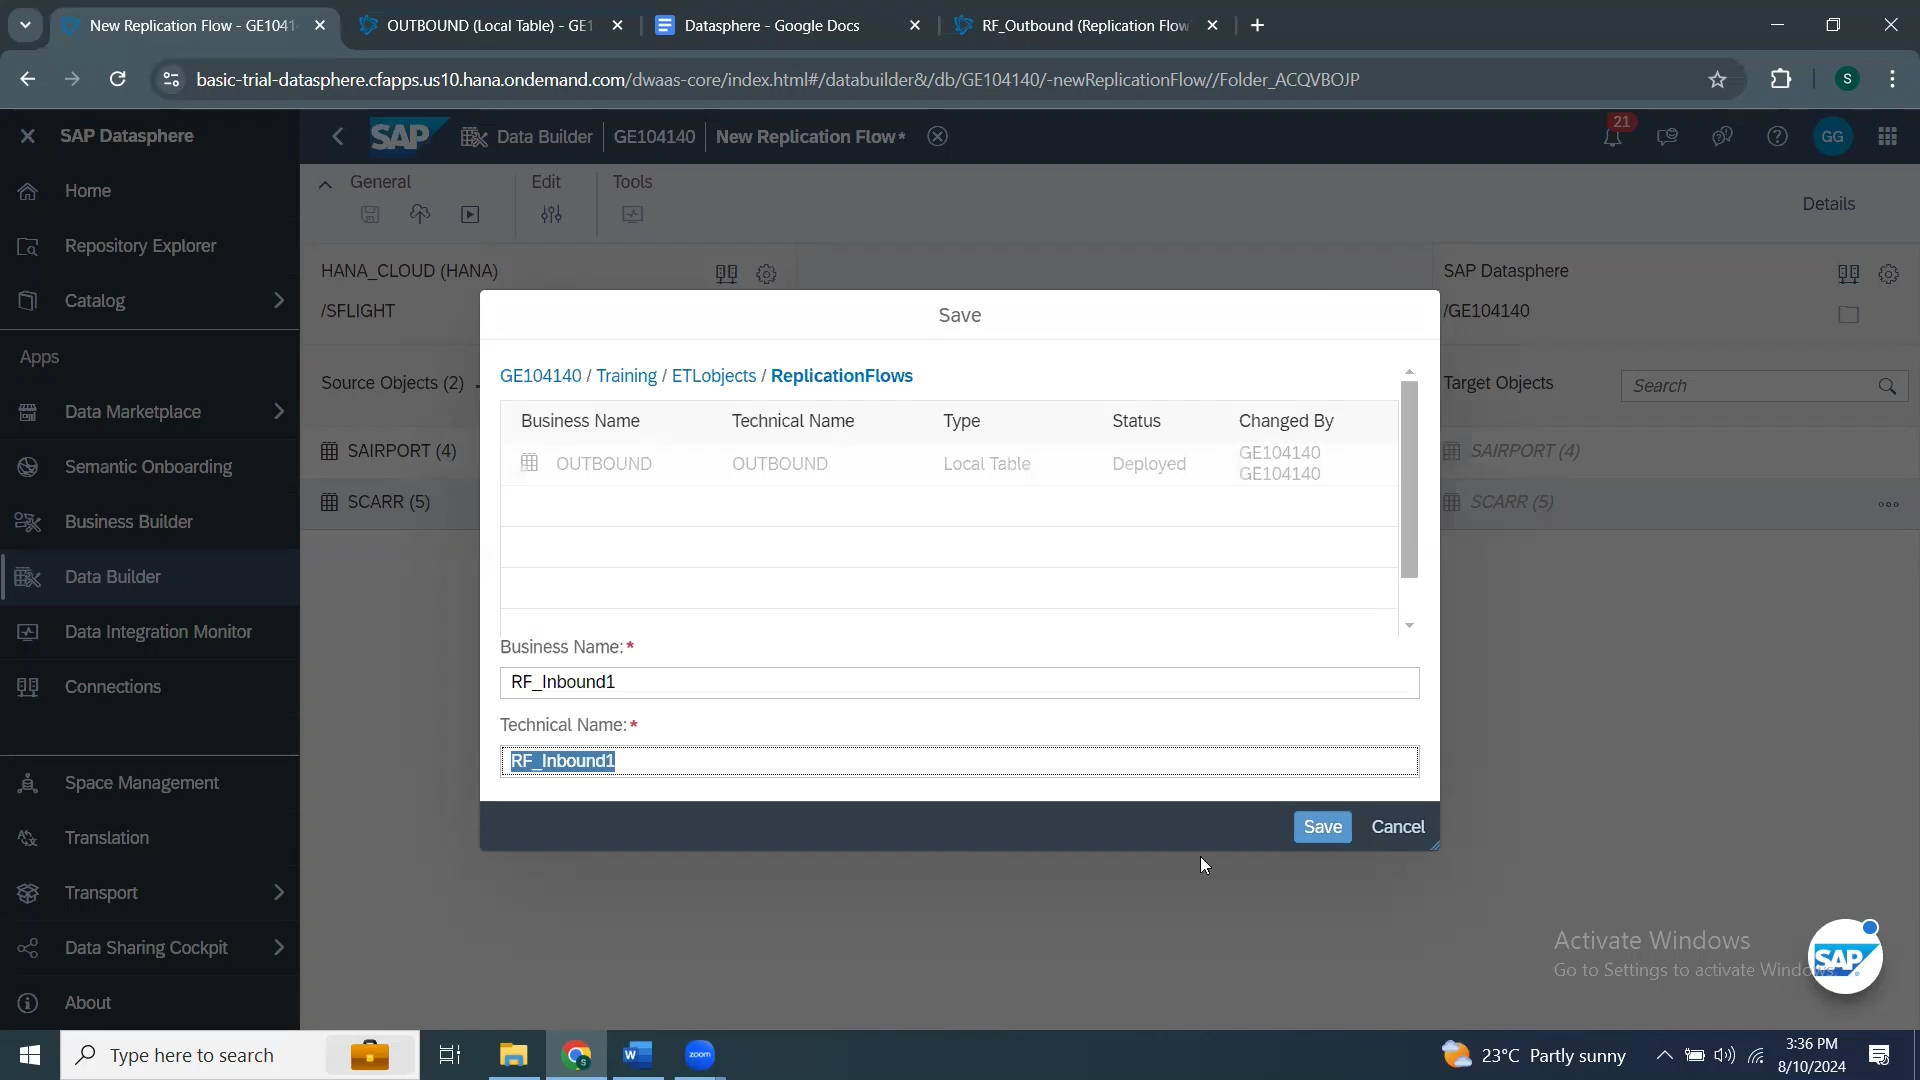 New Replication Flow - GE1041
OUTBOUND (Local Table) - GE1
Datasphere - Google Docs
RF_Outbound (Replication Flow
basic-trial-datasphere.cfapps.us10.hana.ondemand.com/dwaas-core/index.html#/databuilder&/db/GE104140/-newReplicationFlow//Folder_ACQVBOJP
S
SAP Datasphere
SAP
Data Builder
GE104140
New Replication Flow*
21
GG
Home
Repository Explorer
Catalog
Apps
Data Marketplace
Semantic Onboarding
Business Builder
Data Builder
Data Integration Monitor
Connections
Space Management
Translation
Transport
Data Sharing Cockpit
About
General
Edit
Tools
Details
HANA_CLOUD (HANA)
/SFLIGHT
Source Objects (2)
SAIRPORT (4)
SCARR (5)
SAP Datasphere
/GE104140
Target Objects
Search
SAIRPORT (4)
SCARR (5)
Save
GE104140 / Training / ETLobjects / ReplicationFlows
Business Name Technical Name Type Status Changed By
OUTBOUND OUTBOUND Local Table Deployed GE104140
GE104140
Business Name:*
RF_Inbound1
Technical Name:*
RF_Inbound1
Save Cancel
Activate Windows
Go to Settings to activate Windows.
SAP
Type here to search
W
zoom
23°C Partly sunny
3:36 PM
8/10/2024